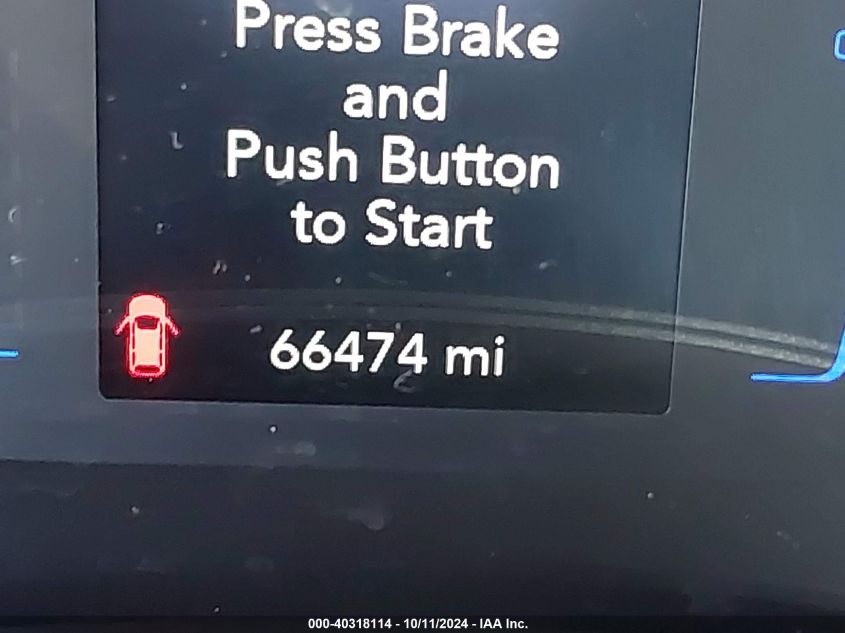 Press Brake
and
Push Button
to Start
66474 mi
000-40318114 - 10/11/2024 - IAA Inc.